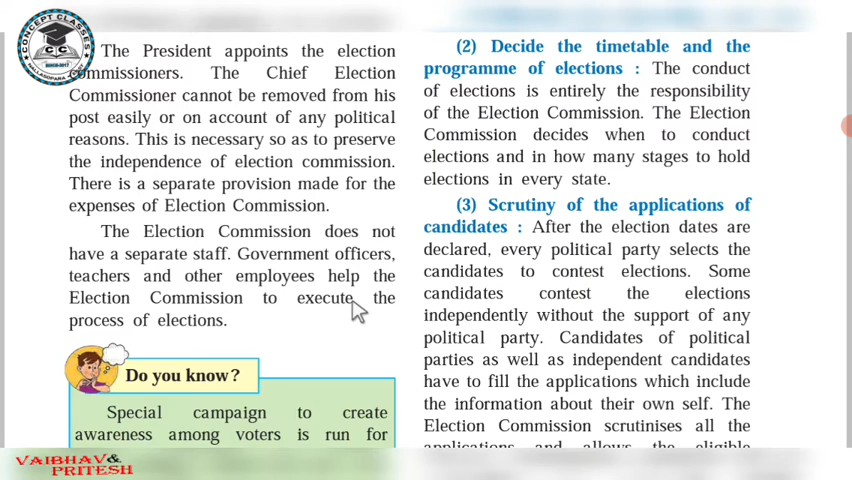 CONCEPT CLASSES
CC
SINCE-2017
NALLASOPARA EAST
The President appoints the election
commissioners. The Chief Election
Commissioner cannot be removed from his
post easily or on account of any political
reasons. This is necessary so as to preserve
the independence of election commission.
There is a separate provision made for the
expenses of Election Commission.
The Election Commission does not
have a separate staff. Government officers,
teachers and other employees help the
Election Commission to execute the
process of elections.
Do you know?
Special campaign to create
awareness among voters is run for
(2) Decide the timetable and the
programme of elections : The conduct
of elections is entirely the responsibility
of the Election Commission. The Election
Commission decides when to conduct
elections and in how many stages to hold
elections in every state.
(3) Scrutiny of the applications of
candidates : After the election dates are
declared, every political party selects the
candidates to contest elections. Some
candidates contest the elections
independently without the support of any
political party. Candidates of political
parties as well as independent candidates
have to fill the applications which include
the information about their own self. The
Election Commission scrutinises all the
applications and allows the eligible
VAIBHAV &
PRITESH